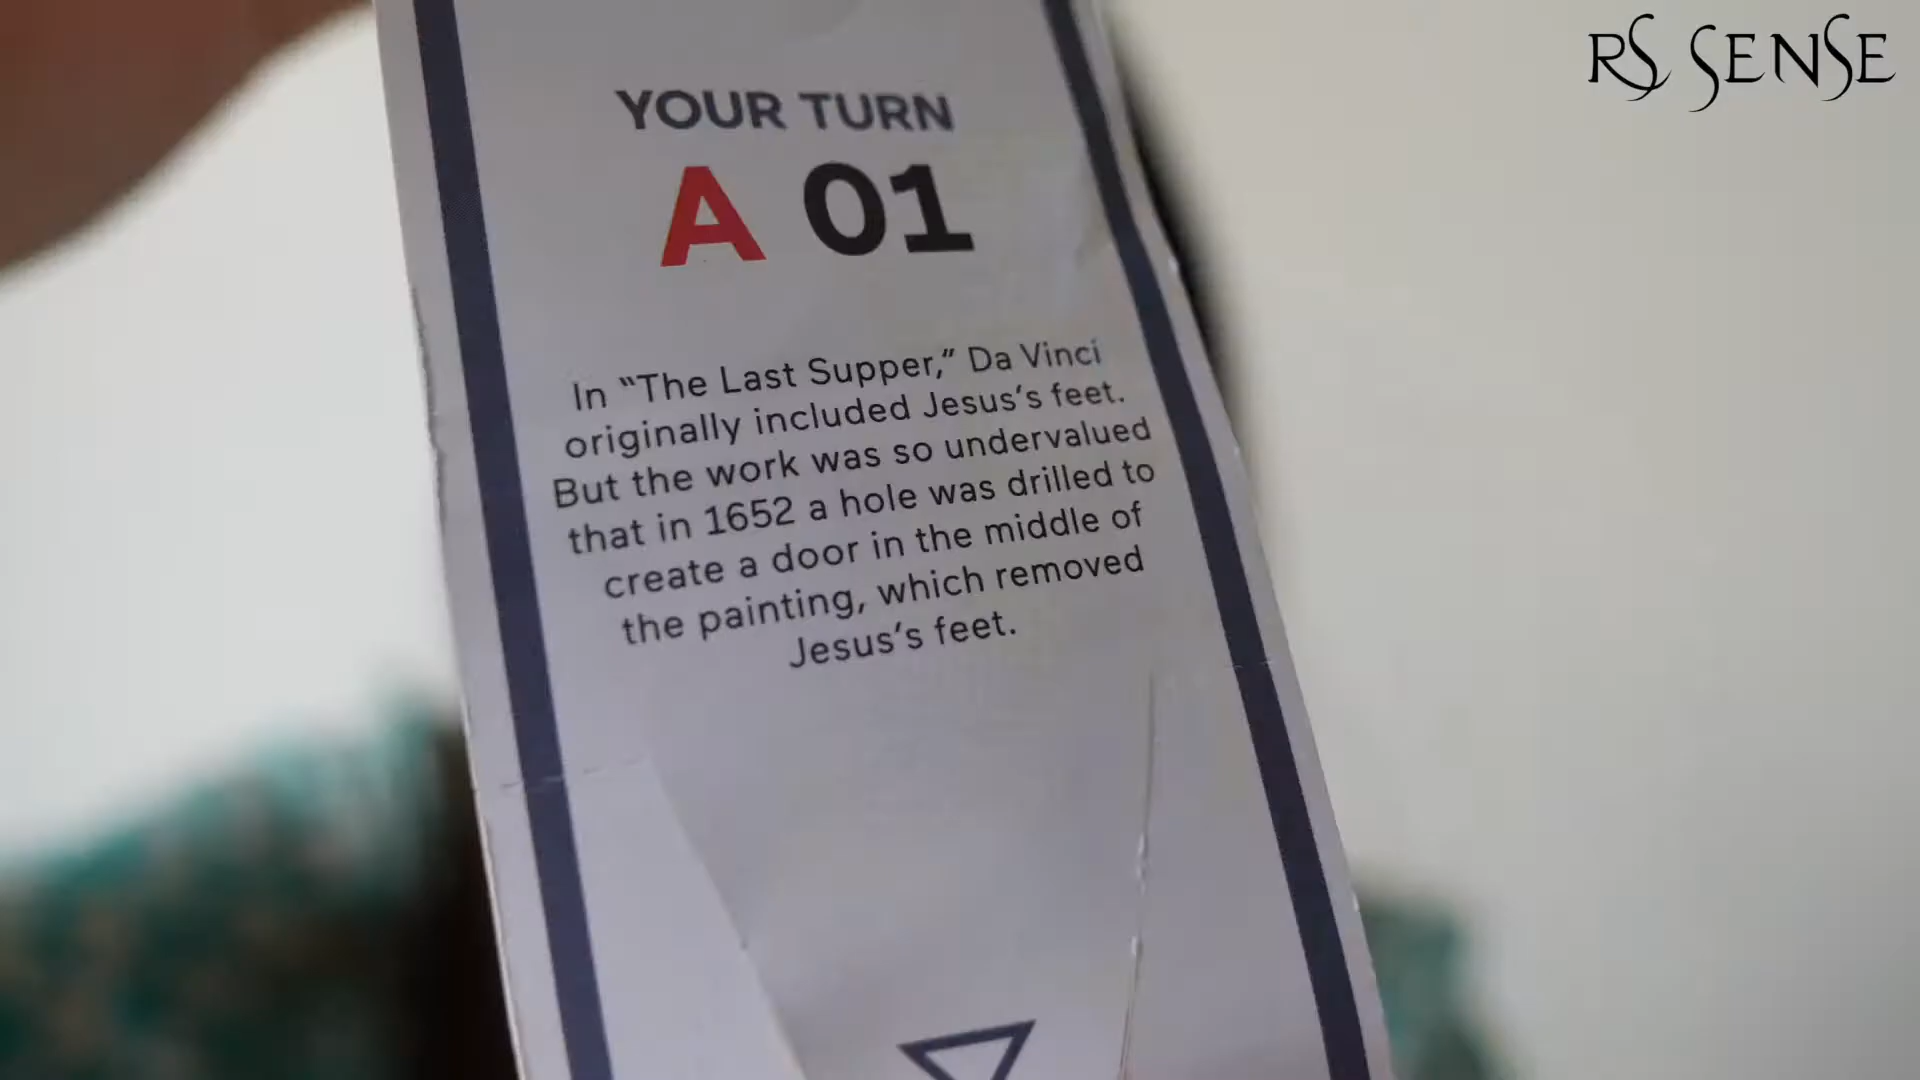 RS SENSE
YOUR TURN
A 01
In “The Last Supper,” Da Vinci
originally included Jesus’s feet.
But the work was so undervalued
that in 1652 a hole was drilled to
create a door in the middle of
the painting, which removed
Jesus’s feet.